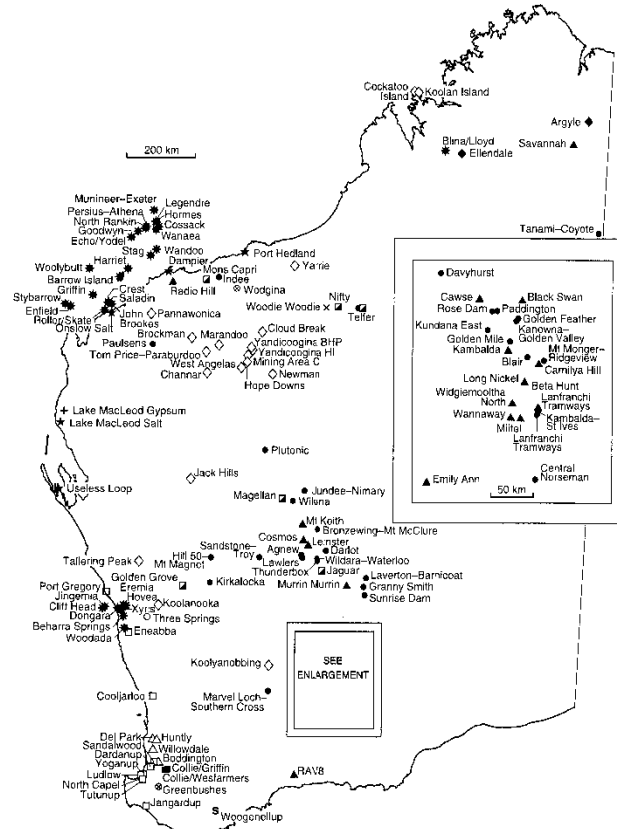 Cockatoo
Island
Koolan Island
Argyle
Savannah
Blina/Lloyd
Ellendale
200 km
Tanami–Coyote
Munineer–Exeter
Persius–Athena
North Rankin
Goodwyn
Echo/Yodel
Legendre
Hormes
Cossack
Wanaea
Stag
Wandoo
Harriet
Dampier
Woolybutt
Barrow Island
Griffin
Crest
Saladin
Stybarrow
Enfield
Roller/Skate
Onslow Salt
John
Brookes
Port Hedland
Mons Capri
Indee
Radio Hill
Wodgina
Yarrie
Woodie Woodie
Nifty
Telfer
Pannawonica
Brockman
Marandoo
Paulsens
Tom Price–Paraburdoo
Cloud Break
Yandicoogina BHP
Yandicoogina HI
Mining Area C
West Angelas
Channar
Newman
Hope Downs
Lake MacLeod Gypsum
Lake MacLeod Salt
Useless Loop
Plutonic
Jack Hills
Magellan
Jundee–Nimary
Wiluna
Mt Keith
Bronzewing–Mt McClure
Cosmos
Leinster
Sandstone–
Troy
Agnew
Lawlers
Darlot
Wildara–Waterloo
Thunderbox
Jaguar
Hill 50–
Mt Magnet
Tallering Peak
Golden Grove
Kirkalocka
Murrin Murrin
Laverton–Barnicoat
Granny Smith
Sunrise Dam
Port Gregory
Jingemia
Cliff Head
Dongara
Beharra Springs
Woodada
Eremia
Hovea
Xyris
Koolanooka
Three Springs
Eneabba
Koolyanobbing
Marvel Loch–
Southern Cross
SEE
ENLARGEMENT
Cooljarloo
Del Park
Huntly
Sandalwood
Willowdale
Dardanup
Boddington
Yoganup
Collie/Griffin
Ludlow
Collie/Wesfarmers
North Capel
Greenbushes
Tutunup
Jangardup
S
Woogenellup
RAV8
Davyhurst
Cawse
Black Swan
Rose Dam
Paddington
Golden Feather
Kundana East
Kanowna–
Golden Valley
Golden Mile
Kambalda
Mt Monger–
Ridgeview
Blair
Carnilya Hill
Long Nickel
Beta Hunt
Widgiemooltha
North
Lanfranchi
Tramways
Wannaway
Kambalda–
St Ives
Miitel
Lanfranchi
Tramways
Emily Ann
Central
Norseman
50 km